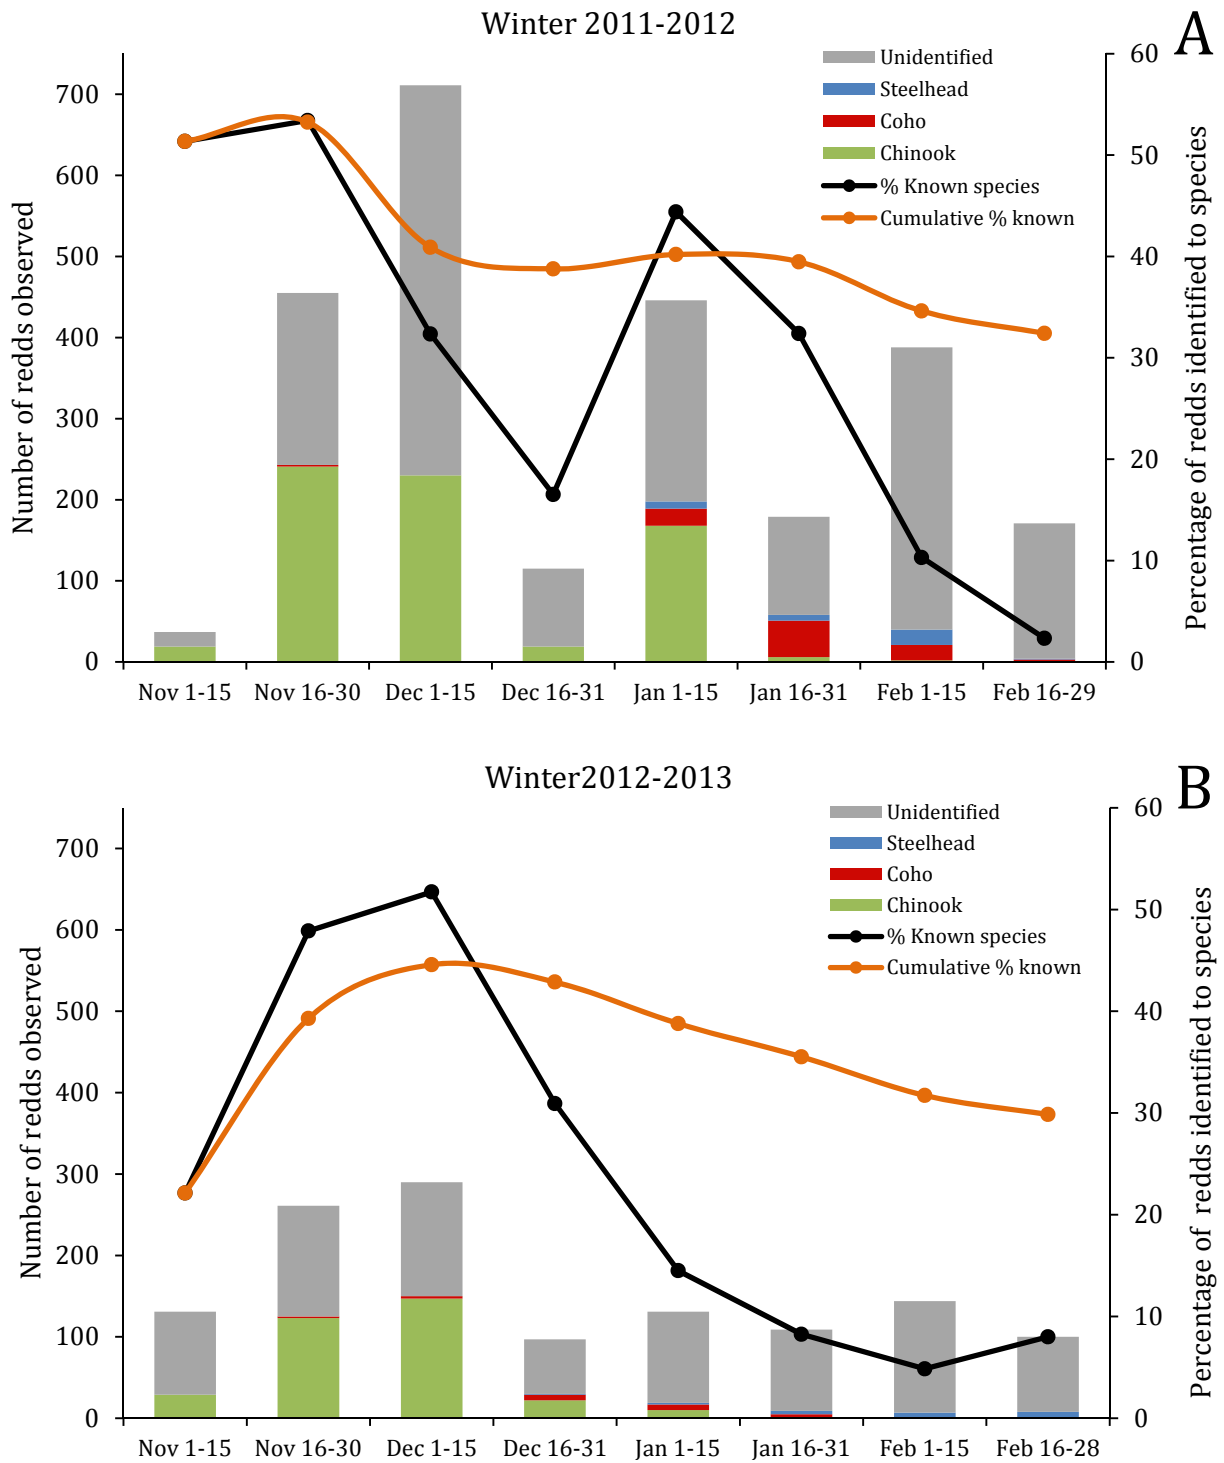 Winter 2011-2012
A
Unidentified
Steelhead
Coho
Chinook
% Known species
Cumulative % known
Number of redds observed
700
600
500
400
300
200
100
0
60
50
40
30
20
10
0
Percentage of redds identified to species
Nov 1-15 Nov 16-30 Dec 1-15 Dec 16-31 Jan 1-15 Jan 16-31 Feb 1-15 Feb 16-29
Winter2012-2013
B
Unidentified
Steelhead
Coho
Chinook
% Known species
Cumulative % known
Number of redds observed
700
600
500
400
300
200
100
0
60
50
40
30
20
10
0
Percentage of redds identified to species
Nov 1-15 Nov 16-30 Dec 1-15 Dec 16-31 Jan 1-15 Jan 16-31 Feb 1-15 Feb 16-28